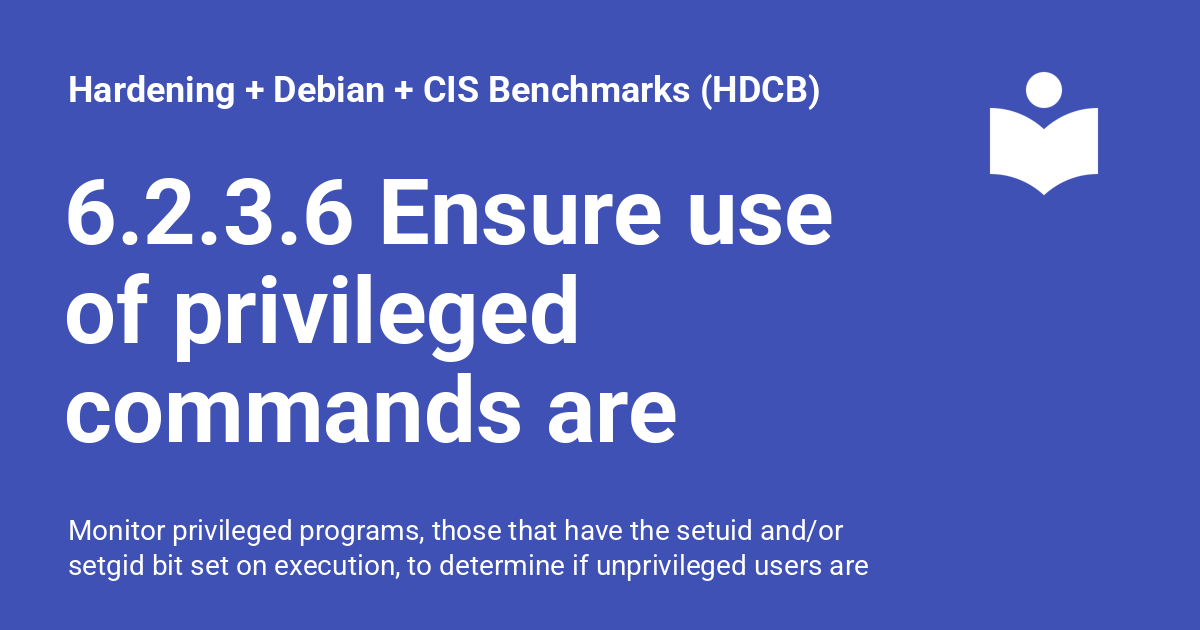 Hardening + Debian + CIS Benchmarks (HDCB)
6.2.3.6 Ensure use
of privileged
commands are
Monitor privileged programs, those that have the setuid and/or
setgid bit set on execution, to determine if unprivileged users are